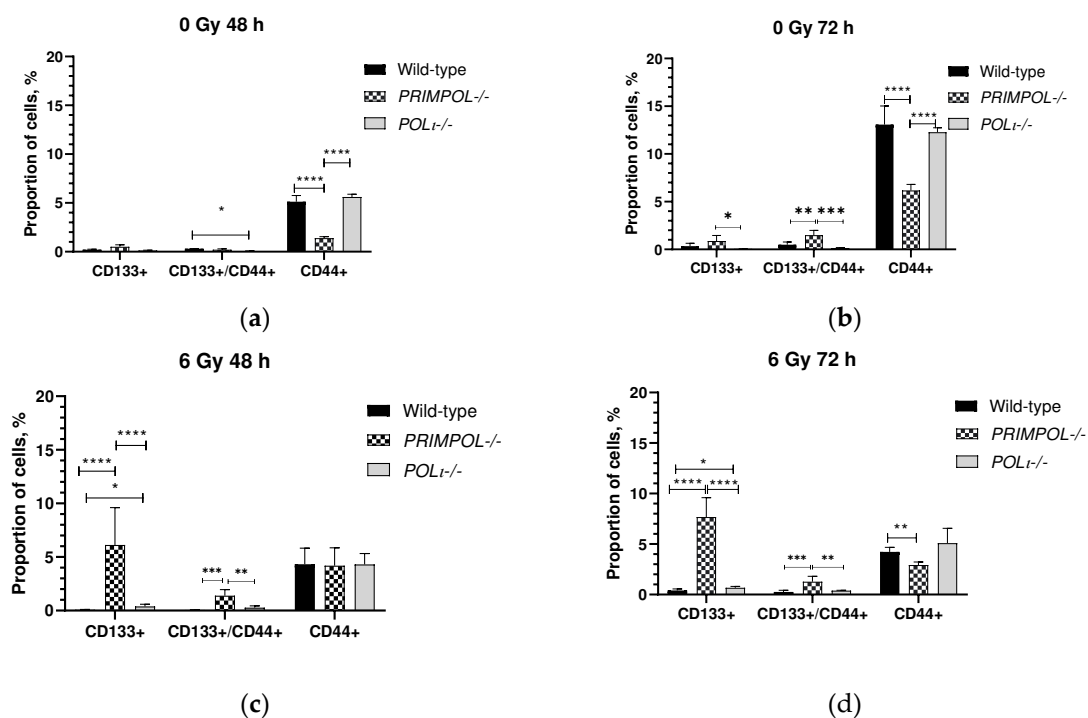 0 Gy 48 h
Proportion of cells, %
20
15
10
5
0
*
****
****
CD133+
CD133+/CD44+
CD44+
Wild-type
PRIMPOL-/-
POLι-/-
(a)
0 Gy 72 h
Proportion of cells, %
20
15
10
5
0
*
**
***
****
****
CD133+
CD133+/CD44+
CD44+
Wild-type
PRIMPOL-/-
POLι-/-
(b)
6 Gy 48 h
Proportion of cells, %
20
15
10
5
0
****
****
*
***
**
CD133+
CD133+/CD44+
CD44+
Wild-type
PRIMPOL-/-
POLι-/-
(c)
6 Gy 72 h
Proportion of cells, %
20
15
10
5
0
*
****
****
***
**
**
CD133+
CD133+/CD44+
CD44+
Wild-type
PRIMPOL-/-
POLι-/-
(d)